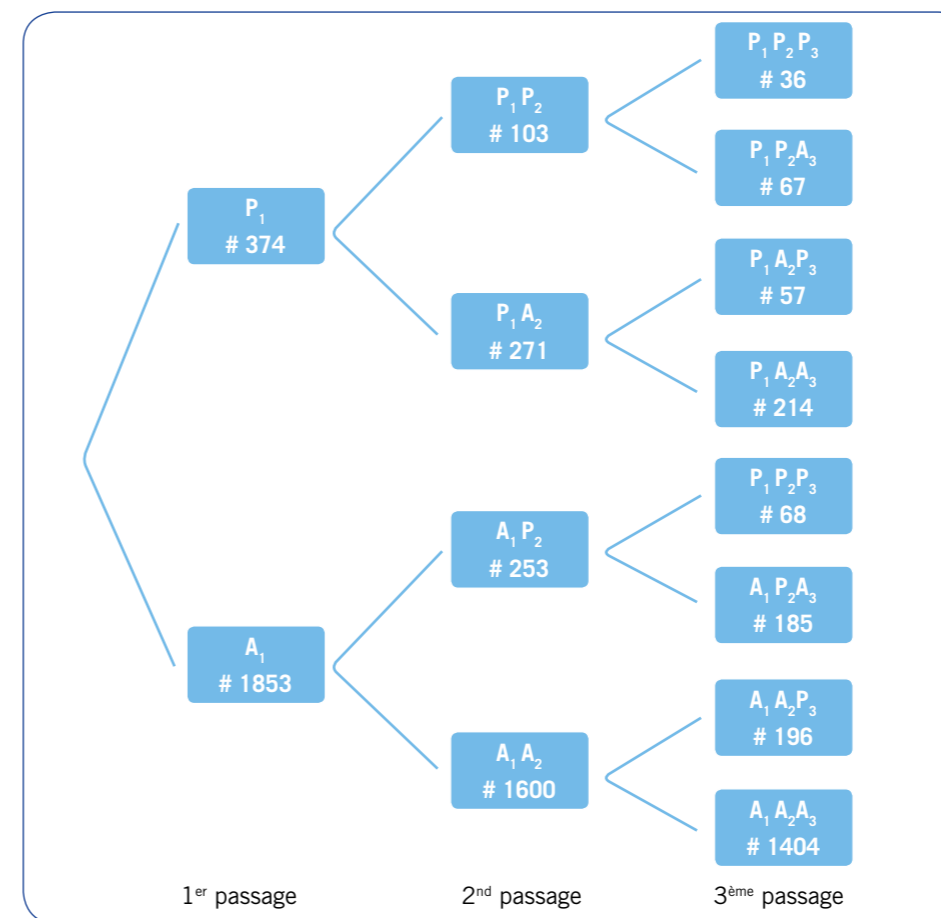 P₁ P₂ P₃
# 36
P₁ P₂A₃
# 67
P₁ P₂
# 103
P₁ A₂P₃
# 57
P₁ A₂A₃
# 214
P₁ A₂
# 271
P₁
# 374
P₁ P₂P₃
# 68
A₁ P₂A₃
# 185
A₁ P₂
# 253
A₁ A₂P₃
# 196
A₁ A₂A₃
# 1404
A₁ A₂
# 1600
A₁
# 1853
1er passage
2nd passage
3ème passage